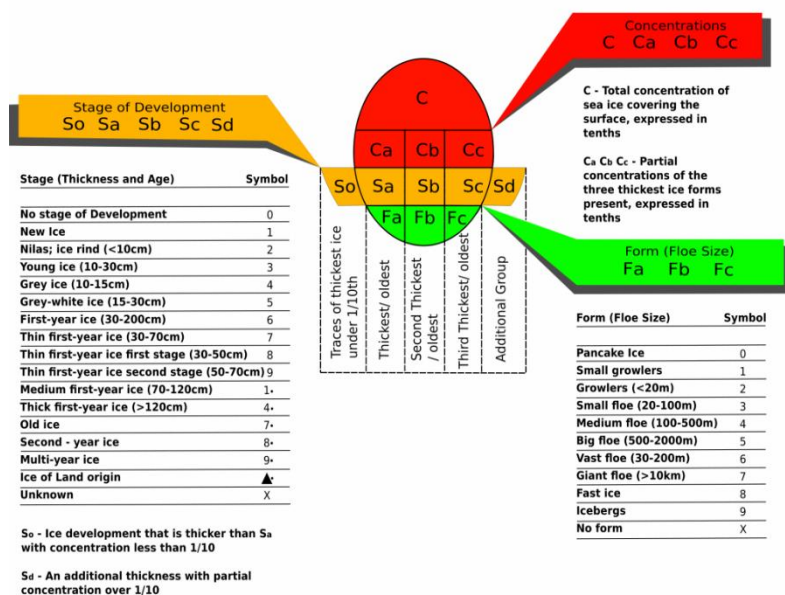 Concentrations
C Ca Cb Cc
C - Total concentration of
sea ice covering the
surface, expressed in
tenths
Ca Cb Cc - Partial
concentrations of the
three thickest ice forms
present, expressed in
tenths
Stage of Development
So Sa Sb Sc Sd
C
Ca Cb Cc
So Sa Sb Sc Sd
Fa Fb Fc
Traces of thickest ice
under 1/10th
Thickest/ oldest
Second Thickest
/ oldest
Third Thickest/ oldest
Additional Group
Stage (Thickness and Age) Symbol
No stage of Development 0
New Ice 1
Nilas; ice rind (<10cm) 2
Young ice (10-30cm) 3
Grey ice (10-15cm) 4
Grey-white ice (15-30cm) 5
First-year ice (30-200cm) 6
Thin first-year ice (30-70cm) 7
Thin first-year ice first stage (30-50cm) 8
Thin first-year ice second stage (50-70cm) 9
Medium first-year ice (70-120cm) 1•
Thick first-year ice (>120cm) 4•
Old ice 7•
Second - year ice 8•
Multi-year ice 9•
Ice of Land origin ▲•
Unknown X
So - Ice development that is thicker than Sa
with concentration less than 1/10
Sd - An additional thickness with partial
concentration over 1/10
Form (Floe Size)
Fa Fb Fc
Form (Floe Size) Symbol
Pancake Ice 0
Small growlers 1
Growlers (<20m) 2
Small floe (20-100m) 3
Medium floe (100-500m) 4
Big floe (500-2000m) 5
Vast floe (30-200m) 6
Giant floe (>10km) 7
Fast ice 8
Icebergs 9
No form X